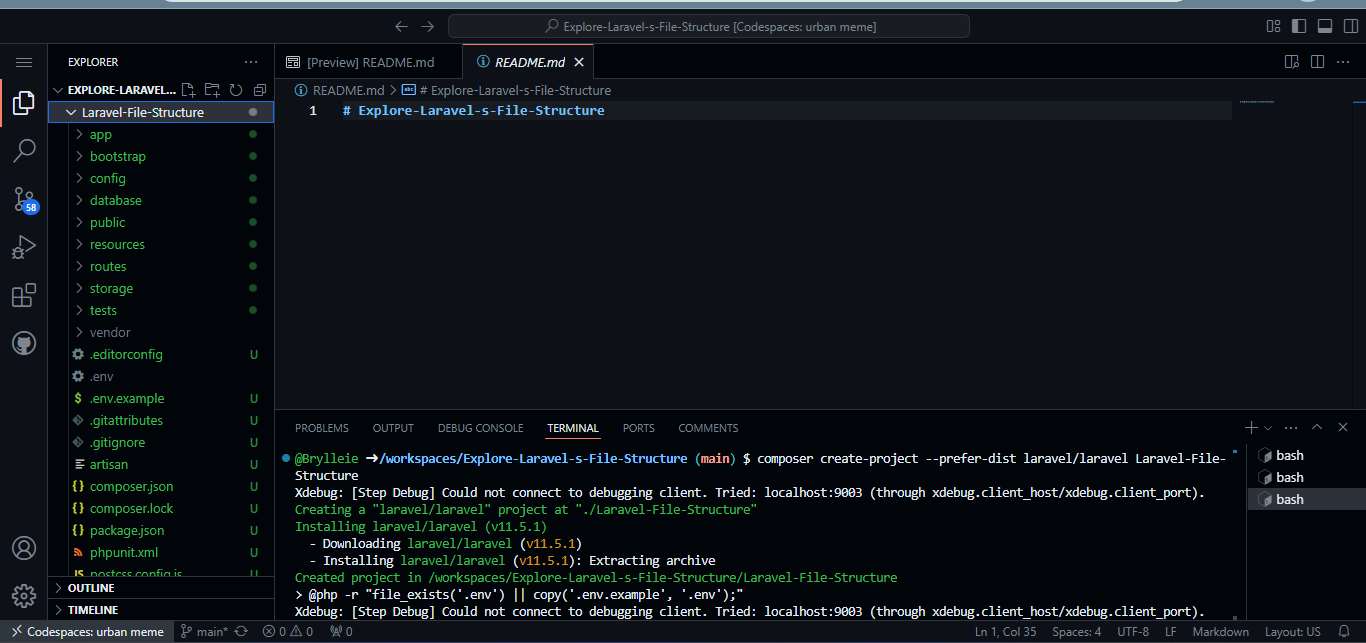 Explore-Laravel-s-File-Structure [Codespaces: urban meme]
EXPLORER
[Preview] README.md
README.md
EXPLORE-LARAVEL...
README.md > # Explore-Laravel-s-File-Structure
Laravel-File-Structure
1 # Explore-Laravel-s-File-Structure
app
bootstrap
config
database
public
resources
routes
storage
tests
vendor
.editorconfig U
.env
.env.example U
.gitattributes U
.gitignore U
artisan U
composer.json U
composer.lock U
package.json U
phpunit.xml U
postcss.config.js U
OUTLINE
TIMELINE
58
PROBLEMS OUTPUT DEBUG CONSOLE TERMINAL PORTS COMMENTS
@Brylleie ➜/workspaces/Explore-Laravel-s-File-Structure (main) $ composer create-project --prefer-dist laravel/laravel Laravel-File-
Structure
Xdebug: [Step Debug] Could not connect to debugging client. Tried: localhost:9003 (through xdebug.client_host/xdebug.client_port).
Creating a "laravel/laravel" project at "./Laravel-File-Structure"
Installing laravel/laravel (v11.5.1)
- Downloading laravel/laravel (v11.5.1)
- Installing laravel/laravel (v11.5.1): Extracting archive
Created project in /workspaces/Explore-Laravel-s-File-Structure/Laravel-File-Structure
> @php -r "file_exists('.env') || copy('.env.example', '.env');"
Xdebug: [Step Debug] Could not connect to debugging client. Tried: localhost:9003 (through xdebug.client_host/xdebug.client_port).
bash
bash
bash
Codespaces: urban meme main* 0 0 0 Ln 1, Col 35 Spaces: 4 UTF-8 LF Markdown Layout: US